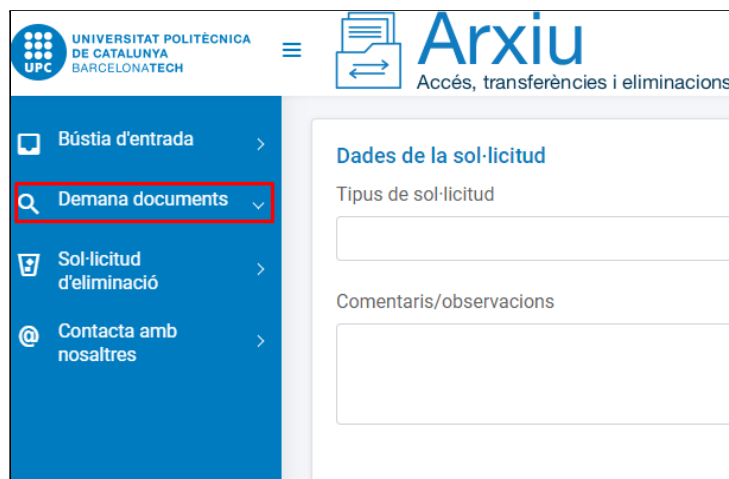 UNIVERSITAT POLITÈCNICA
DE CATALUNYA
BARCELONATECH
UPC
Arxiu
Accés, transferències i eliminacions
Bústia d'entrada
Demana documents
Sol·licitud
d'eliminació
Contacta amb
nosaltres
Dades de la sol·licitud
Tipus de sol·licitud
Comentaris/observacions